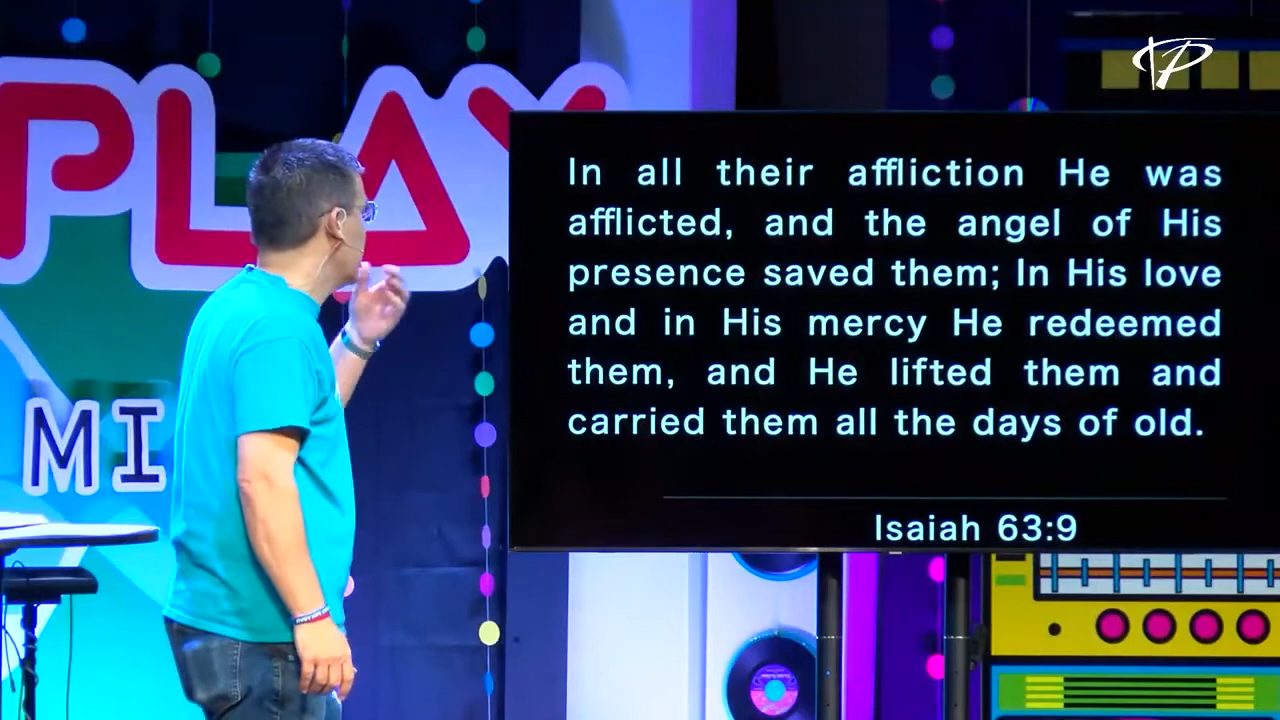 PLAY
MI
In all their affliction He was
afflicted, and the angel of His
presence saved them; In His love
and in His mercy He redeemed
them, and He lifted them and
carried them all the days of old.
Isaiah 63:9